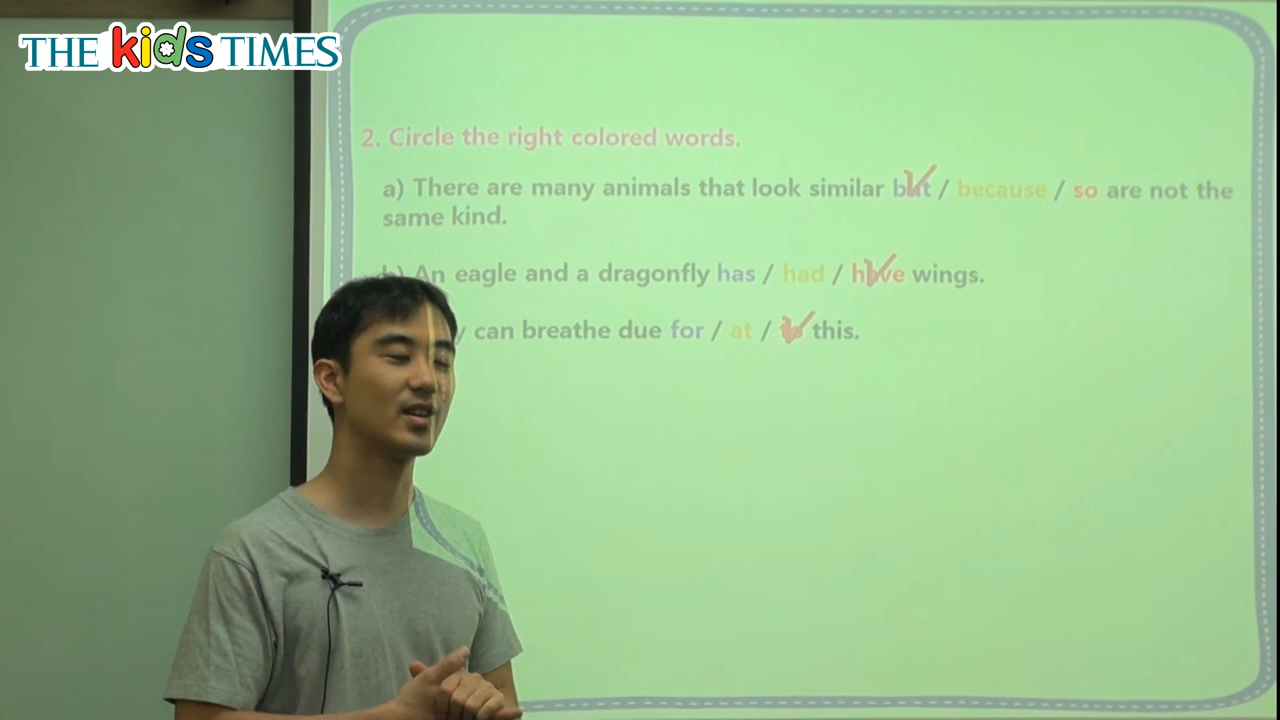 THE kids TIMES
2. Circle the right colored words.
a) There are many animals that look similar but / because / so are not the
same kind.
b) An eagle and a dragonfly has / had / have wings.
can breathe due for / at / this.